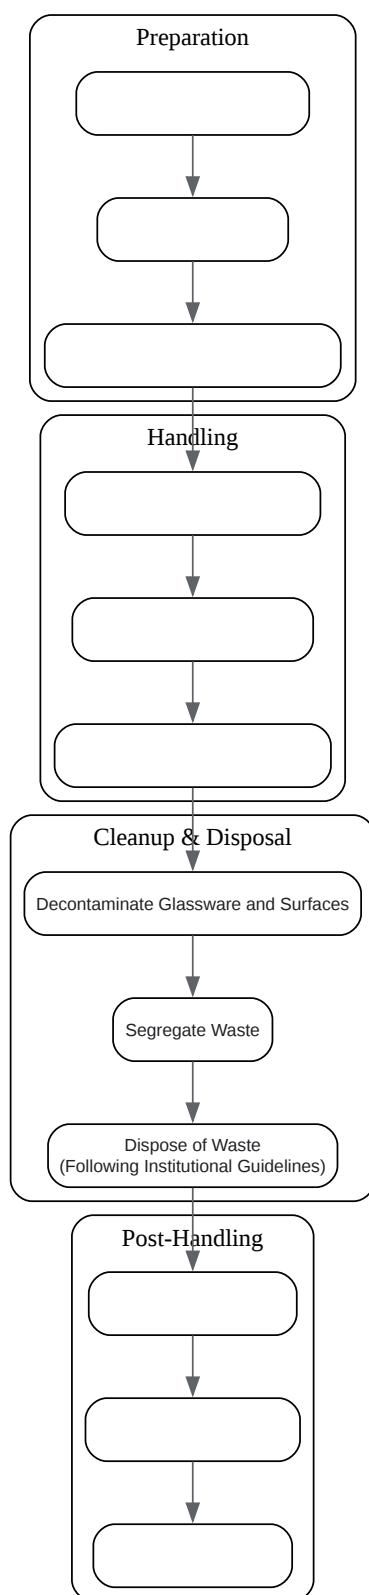 Preparation
Handling
Cleanup & Disposal
Decontaminate Glassware and Surfaces
Segregate Waste
Dispose of Waste
(Following Institutional Guidelines)
Post-Handling